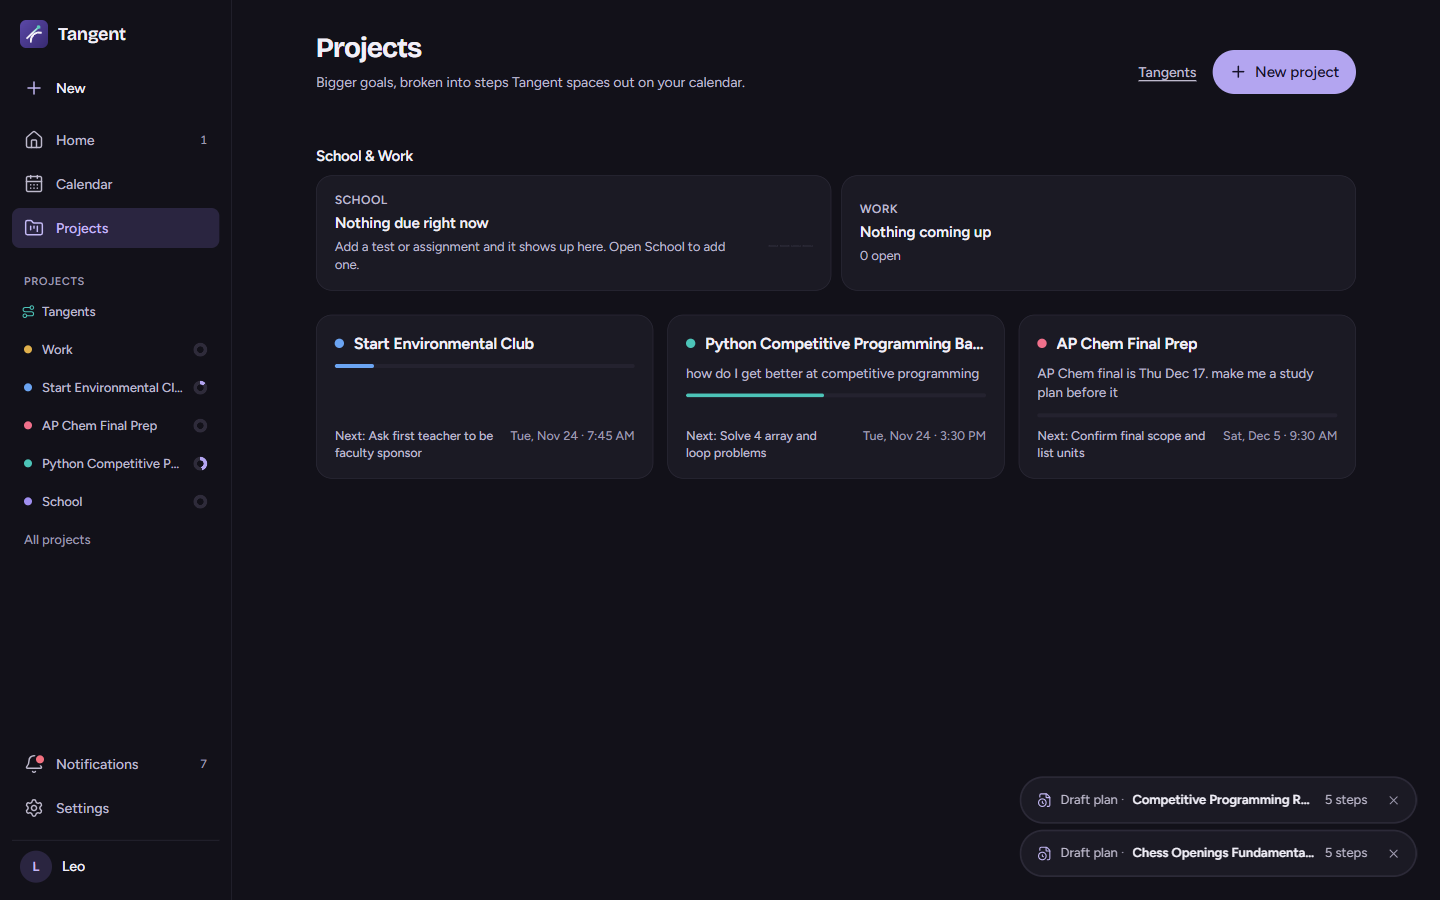 Tangent
New
Home 1
Calendar
Projects
PROJECTS
Tangents
Work
Start Environmental Cl...
AP Chem Final Prep
Python Competitive P...
School
All projects
Notifications 7
Settings
L Leo
Projects
Bigger goals, broken into steps Tangent spaces out on your calendar.
Tangents
New project
School & Work
SCHOOL
Nothing due right now
Add a test or assignment and it shows up here. Open School to add
one.
WORK
Nothing coming up
0 open
Start Environmental Club
Next: Ask first teacher to be
faculty sponsor
Tue, Nov 24 · 7:45 AM
Python Competitive Programming Ba...
how do I get better at competitive programming
Next: Solve 4 array and
loop problems
Tue, Nov 24 · 3:30 PM
AP Chem Final Prep
AP Chem final is Thu Dec 17. make me a study
plan before it
Next: Confirm final scope and
list units
Sat, Dec 5 · 9:30 AM
Draft plan · Competitive Programming R... 5 steps
Draft plan · Chess Openings Fundamenta... 5 steps